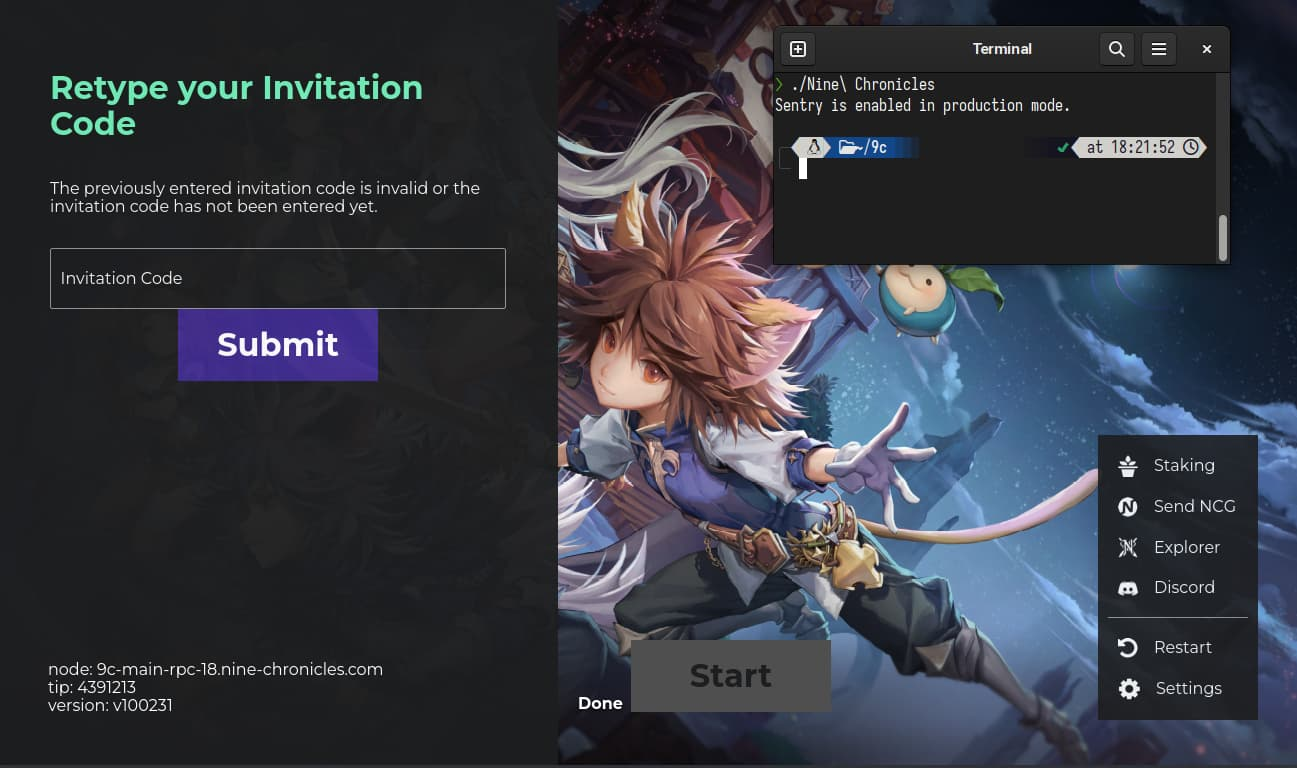 Retype your Invitation
Code
The previously entered invitation code is invalid or the
invitation code has not been entered yet.
Invitation Code
Submit
node: 9c-main-rpc-18.nine-chronicles.com
tip: 4391213
version: v100231
Terminal
❯ ./Nine\ Chronicles
Sentry is enabled in production mode.
~/9c
✔ at 18:21:52
Staking
Send NCG
Explorer
Discord
Restart
Settings
Done
Start